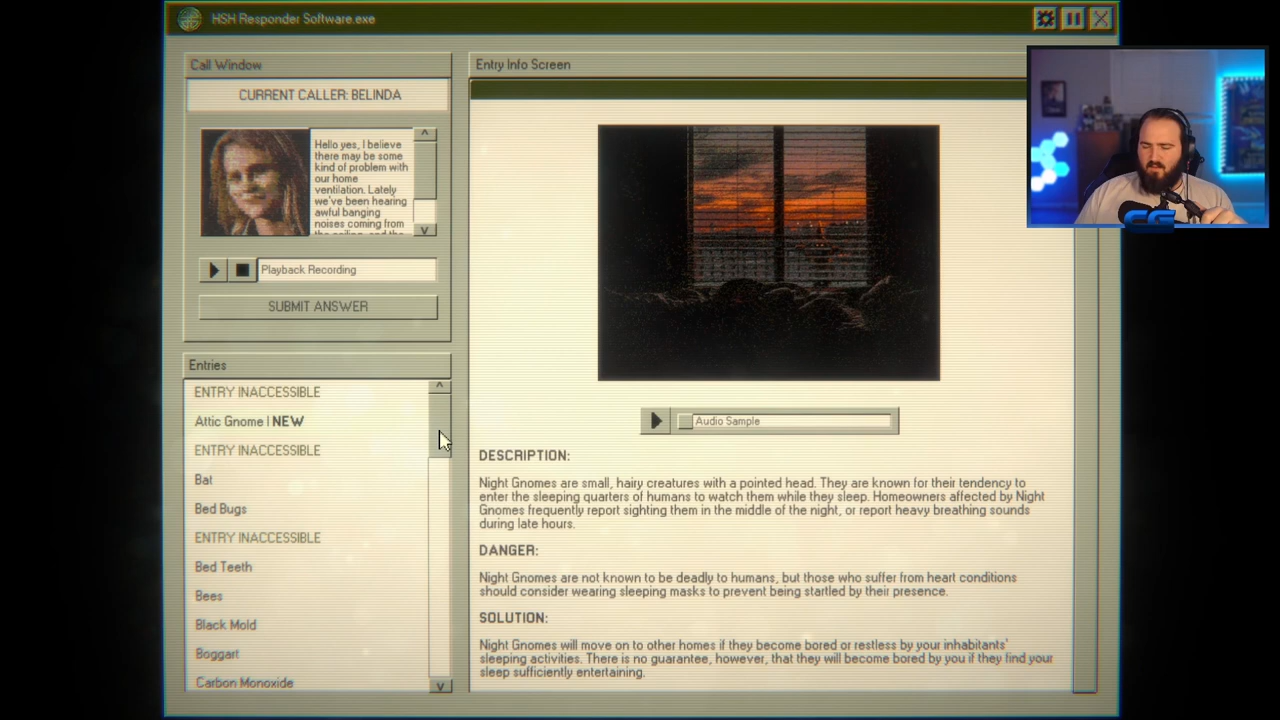 HSH Responder Software.exe
Call Window
CURRENT CALLER: BELINDA
Hello yes, I believe
there may be some
kind of problem with
our home
ventilation. Lately
we've been hearing
awful banging
noises coming from
the ceiling, and the
Playback Recording
SUBMIT ANSWER
Entries
ENTRY INACCESSIBLE
Attic Gnome | NEW
ENTRY INACCESSIBLE
Bat
Bed Bugs
ENTRY INACCESSIBLE
Bed Teeth
Bees
Black Mold
Boggart
Carbon Monoxide
Entry Info Screen
Audio Sample
DESCRIPTION:
Night Gnomes are small, hairy creatures with a pointed head. They are known for their tendency to
enter the sleeping quarters of humans to watch them while they sleep. Homeowners affected by Night
Gnomes frequently report sighting them in the middle of the night, or report heavy breathing sounds
during late hours.
DANGER:
Night Gnomes are not known to be deadly to humans, but those who suffer from heart conditions
should consider wearing sleeping masks to prevent being startled by their presence.
SOLUTION:
Night Gnomes will move on to other homes if they become bored or restless by your inhabitants'
sleeping activities. There is no guarantee, however, that they will become bored by you if they find your
sleep sufficiently entertaining.
CG